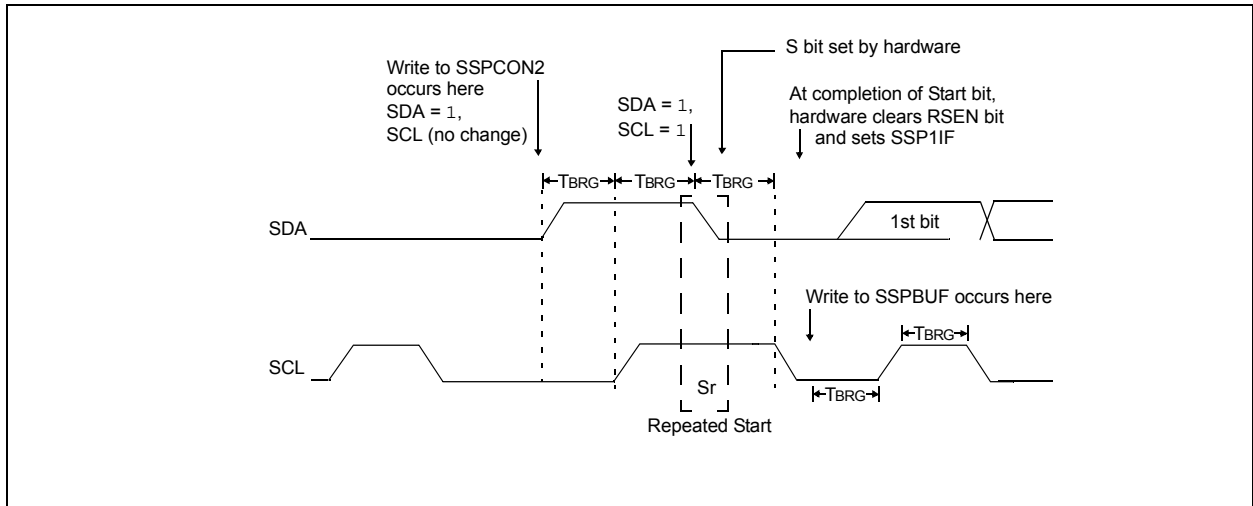 S bit set by hardware
Write to SSPCON2
occurs here
SDA = 1,
SCL (no change)
SDA = 1,
SCL = 1
At completion of Start bit,
hardware clears RSEN bit
and sets SSP1IF
TBRG TBRG TBRG
SDA
1st bit
Write to SSPBUF occurs here
TBRG
SCL
Sr
TBRG
Repeated Start